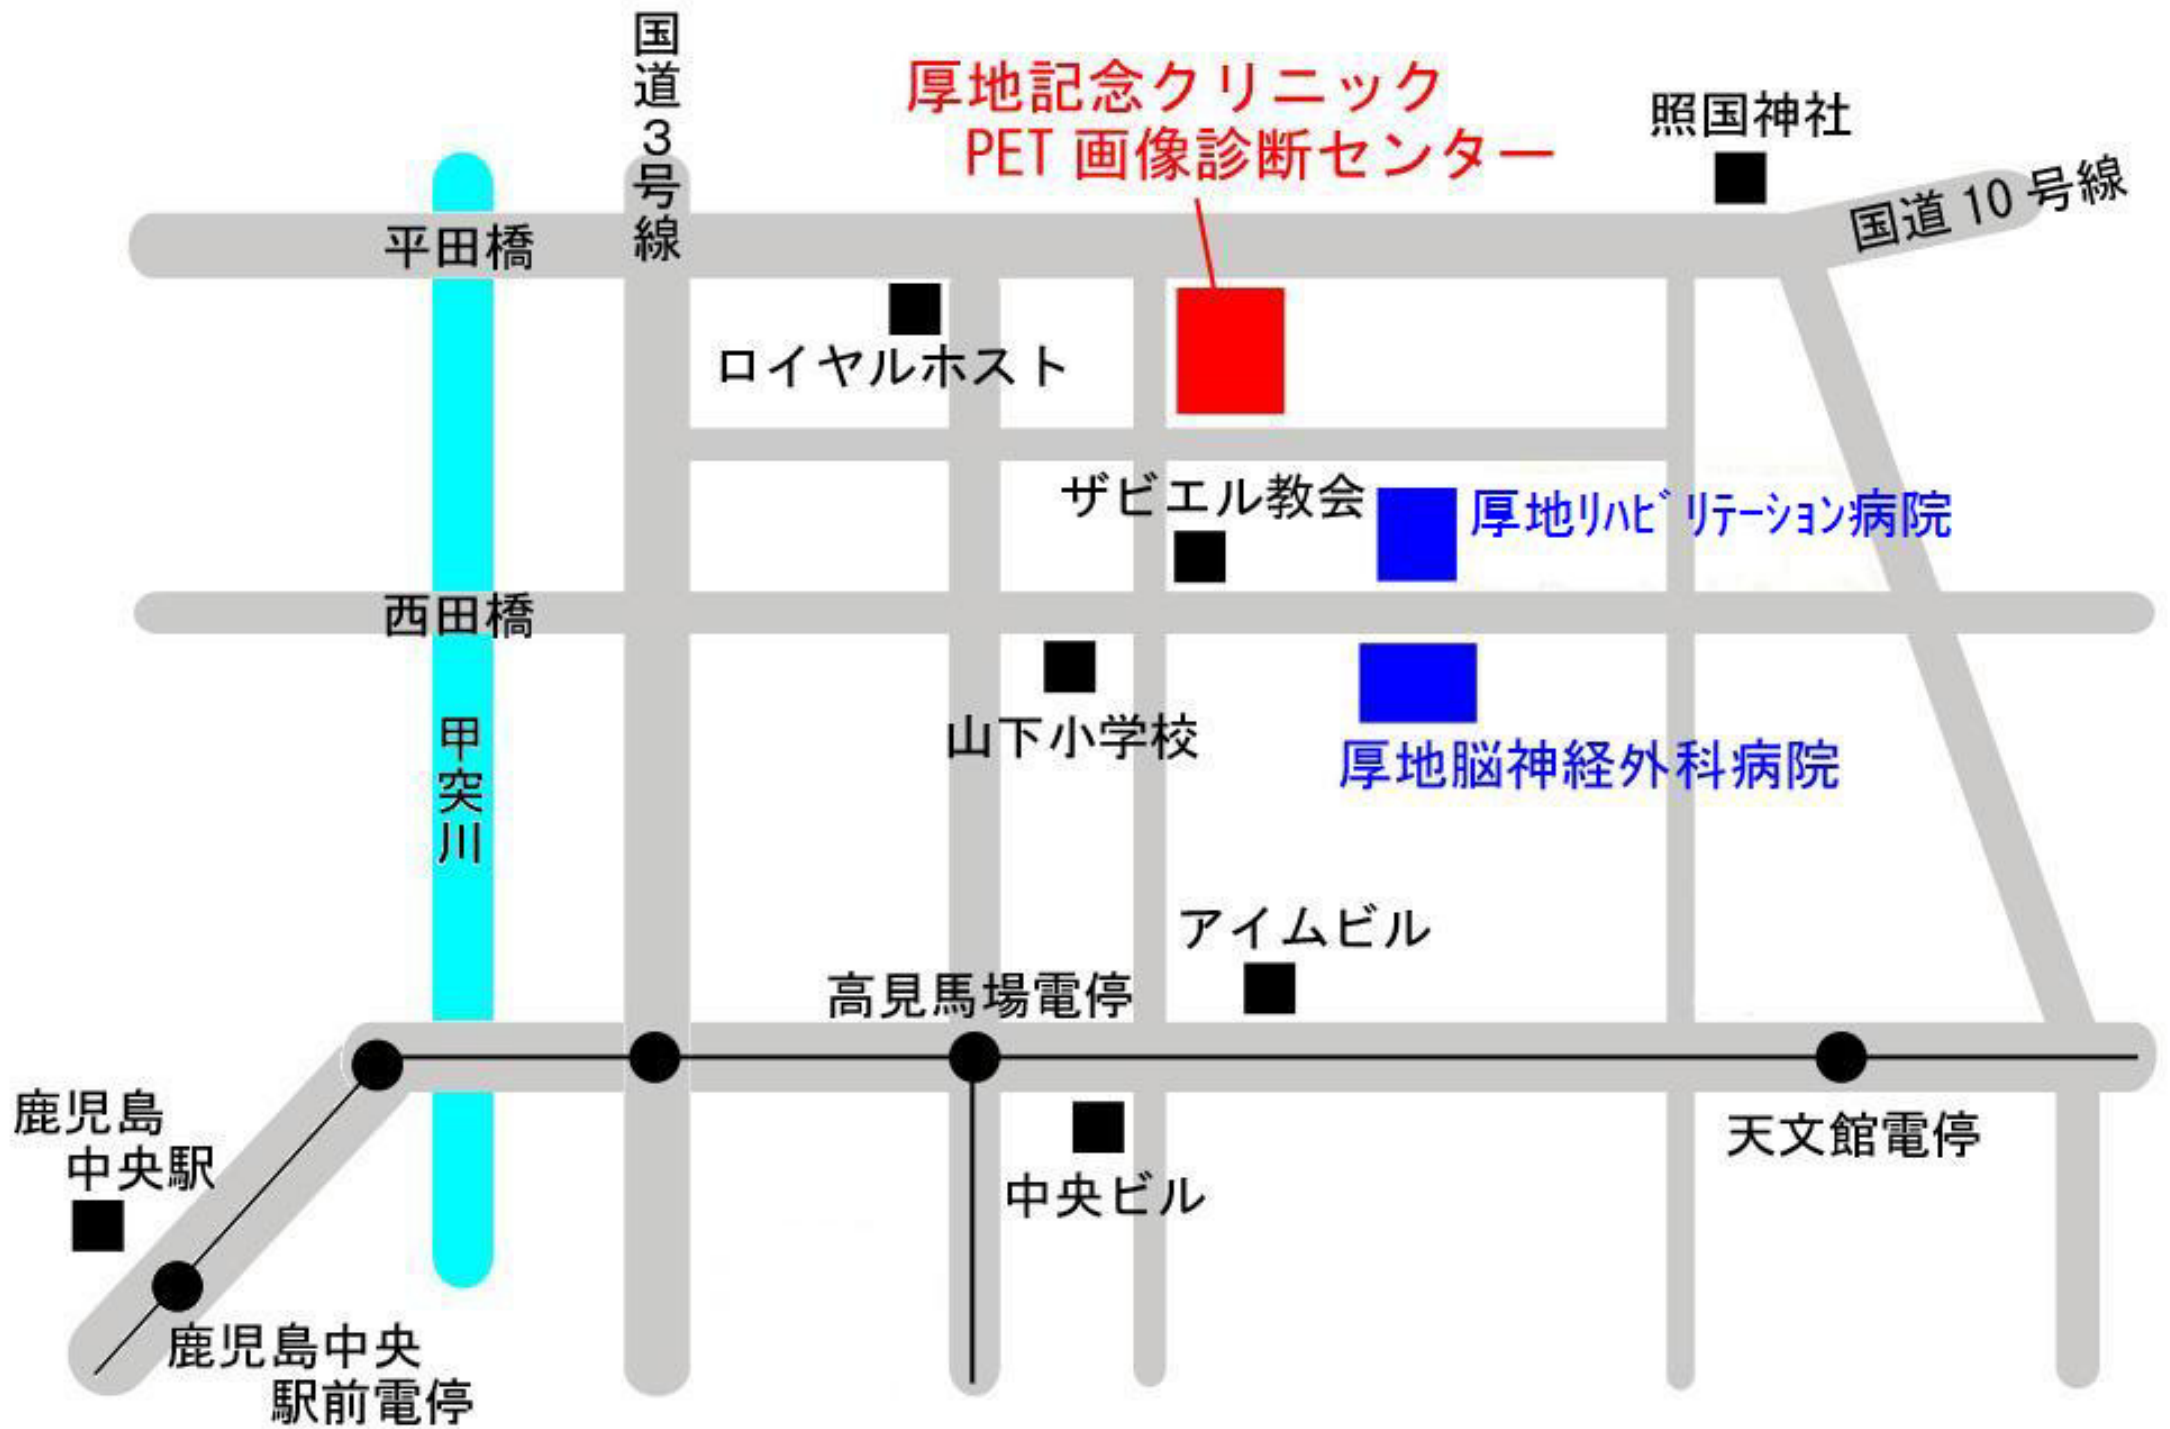 国道3号線
厚地記念クリニック
PET 画像診断センター
照国神社
国道 10 号線
平田橋
ロイヤルホスト
ザビエル教会
厚地ﾘﾊﾋﾞﾘﾃｰｼｮﾝ病院
西田橋
山下小学校
厚地脳神経外科病院
甲突川
アイムビル
高見馬場電停
鹿児島
中央駅
中央ビル
天文館電停
鹿児島中央
駅前電停